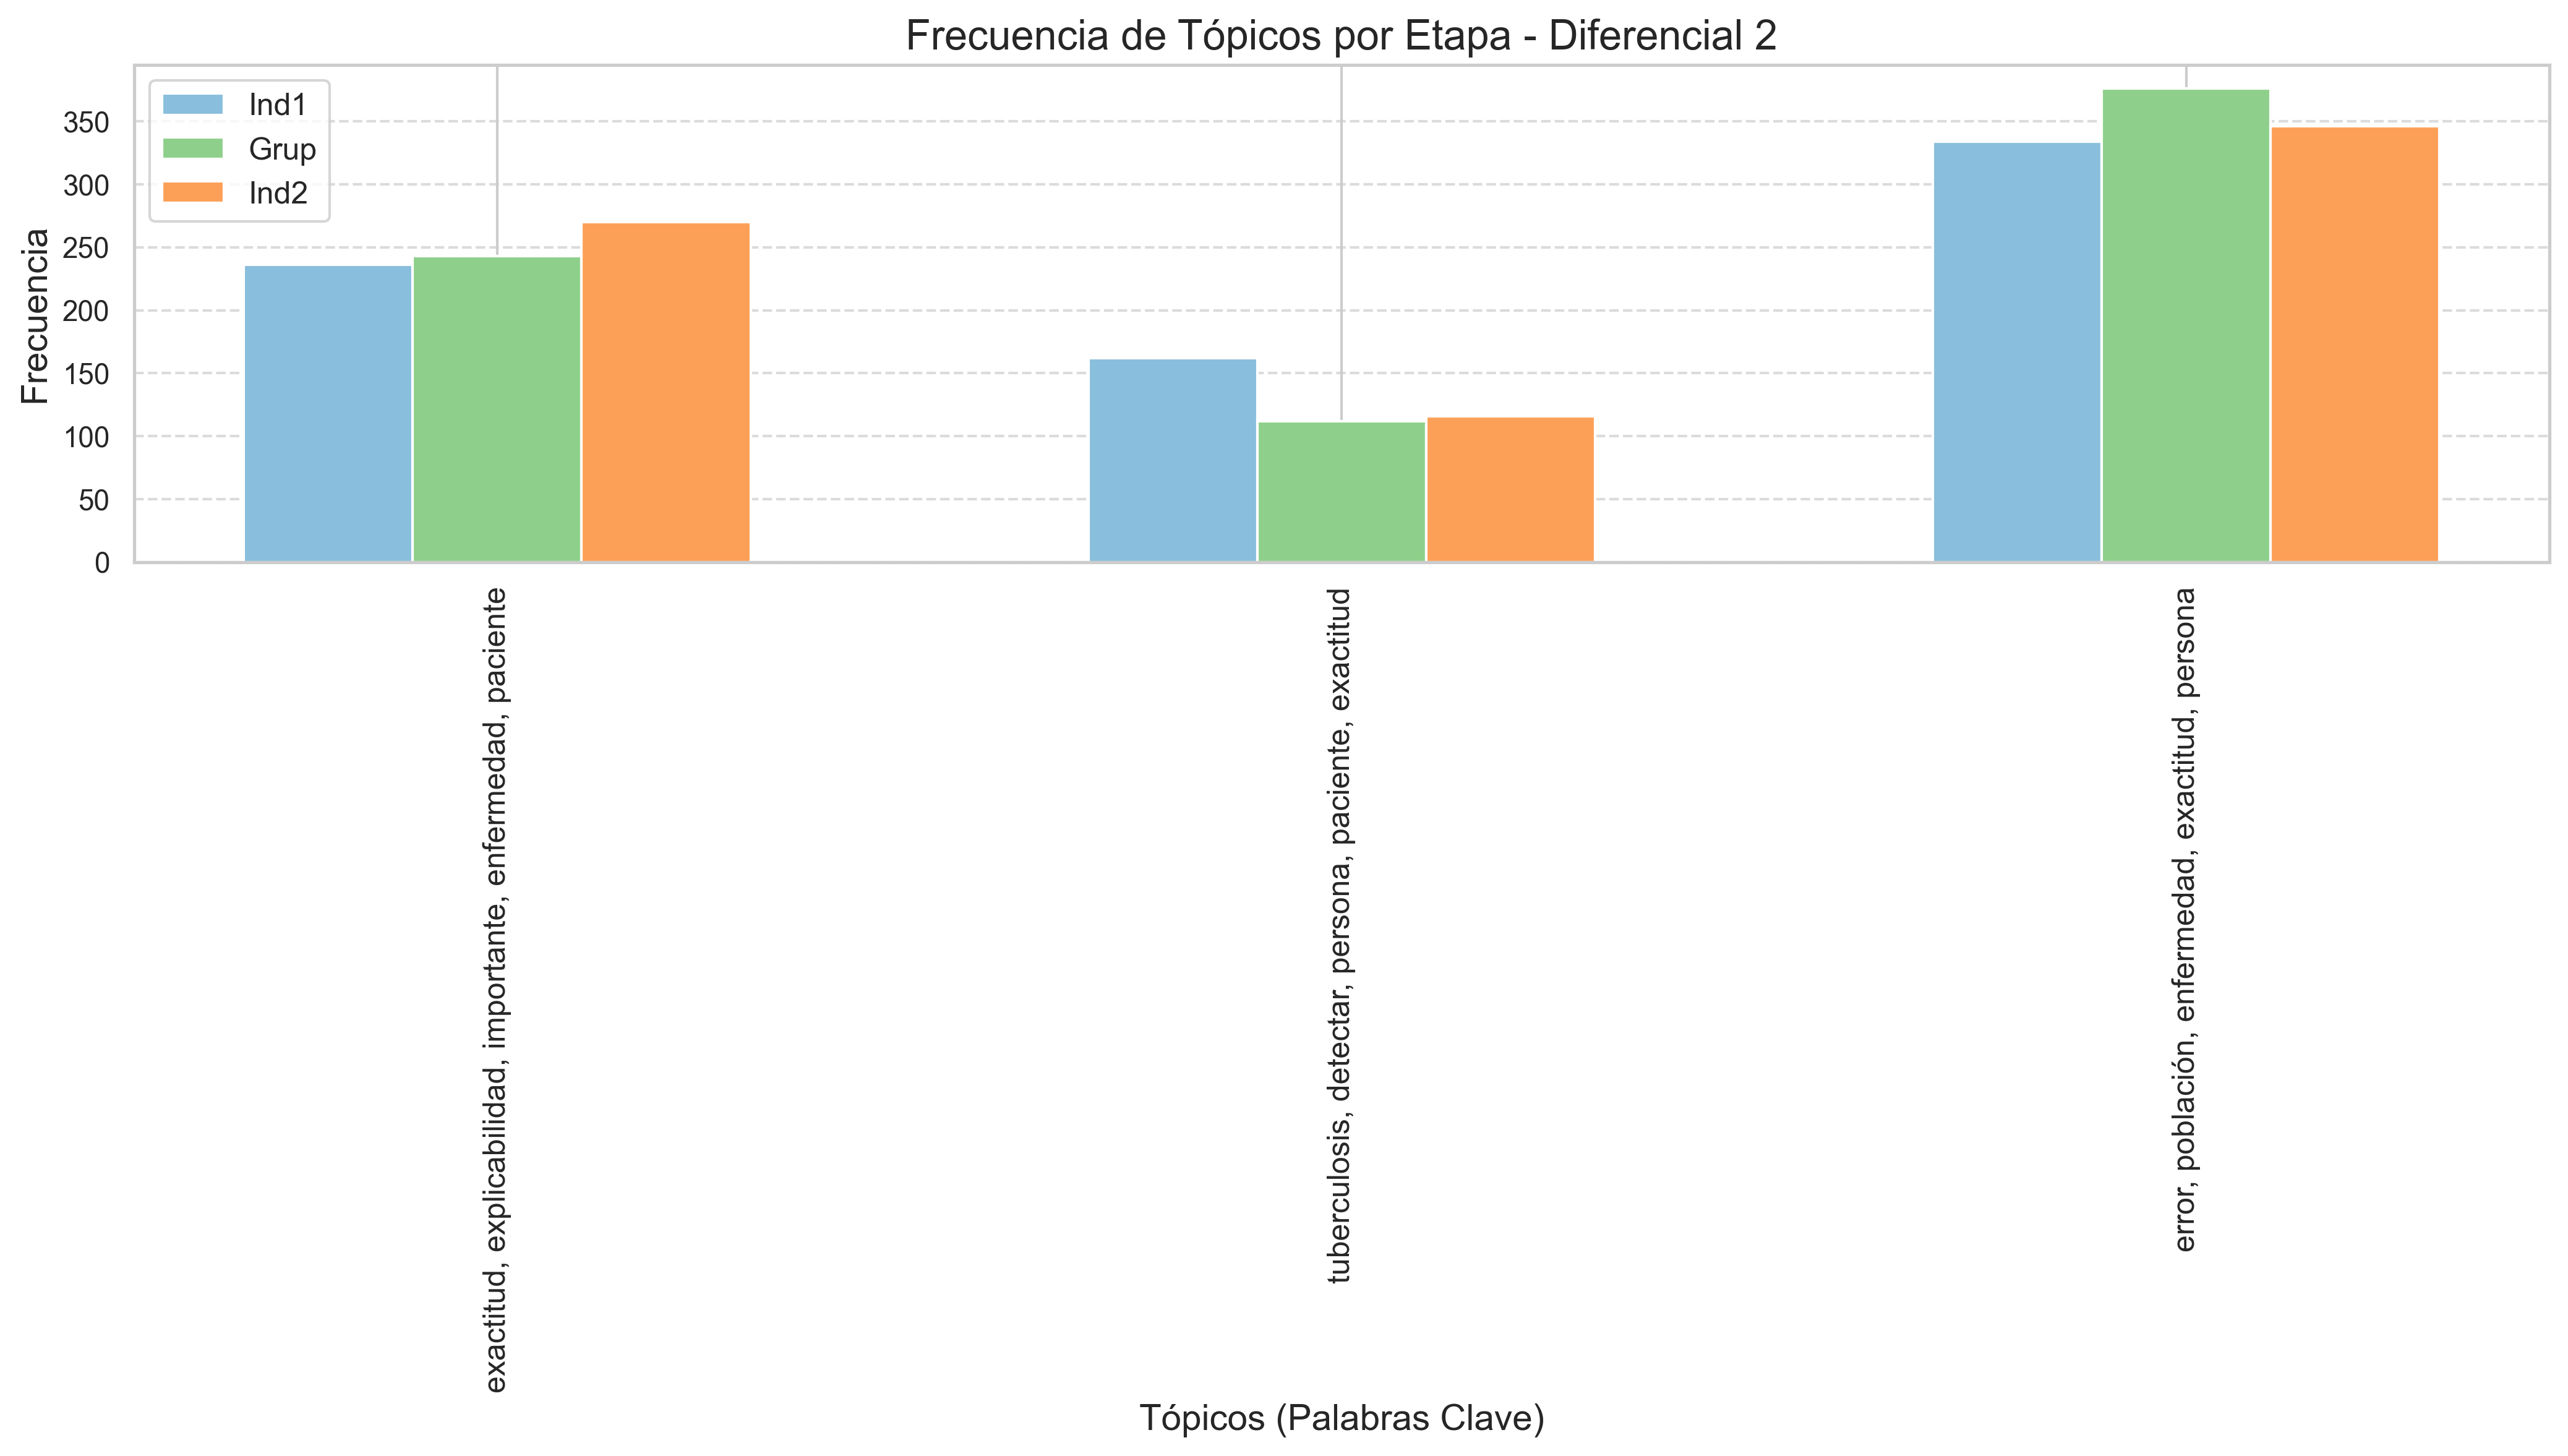 Frecuencia de Tópicos por Etapa - Diferencial 2
Ind1
Grup
Ind2
Frecuencia
350
300
250
200
150
100
50
0
exactitud, explicabilidad, importante, enfermedad, paciente
tuberculosis, detectar, persona, paciente, exactitud
error, población, enfermedad, exactitud, persona
Tópicos (Palabras Clave)